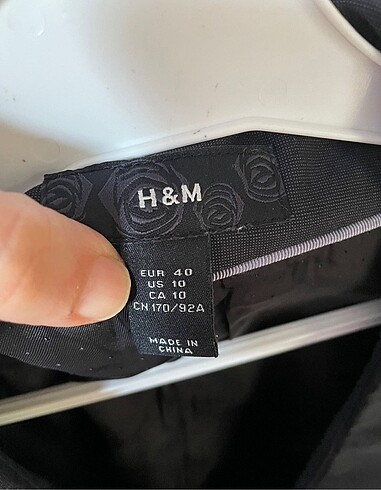 H&M
EUR 40
US 10
CA 10
CN 170/92A
MADE IN
CHINA